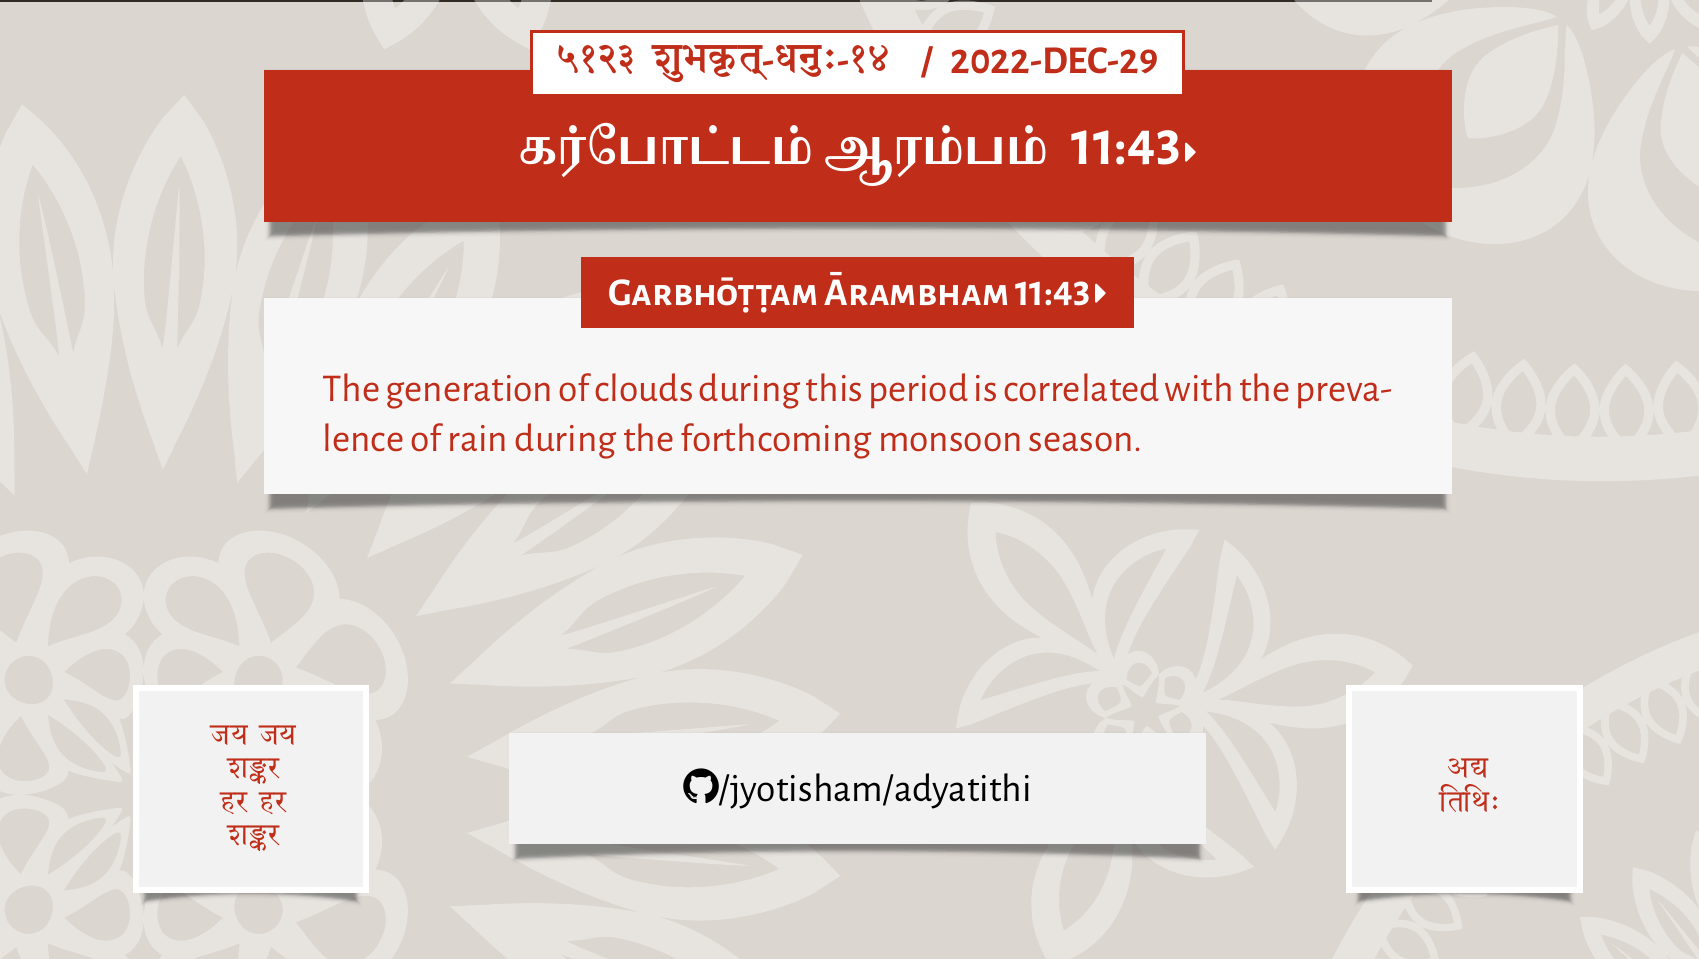 ५१२३ शुभकृत्-धनुः-१४ / 2022-DEC-29
கர்போட்டம் ஆரம்பம் 11:43▸
Garbhōṭṭam Ārambham 11:43▸
The generation of clouds during this period is correlated with the preva-
lence of rain during the forthcoming monsoon season.
जय जय
शङ्कर
हर हर
शङ्कर
/jyotisham/adyatithi
अद्य
तिथिः